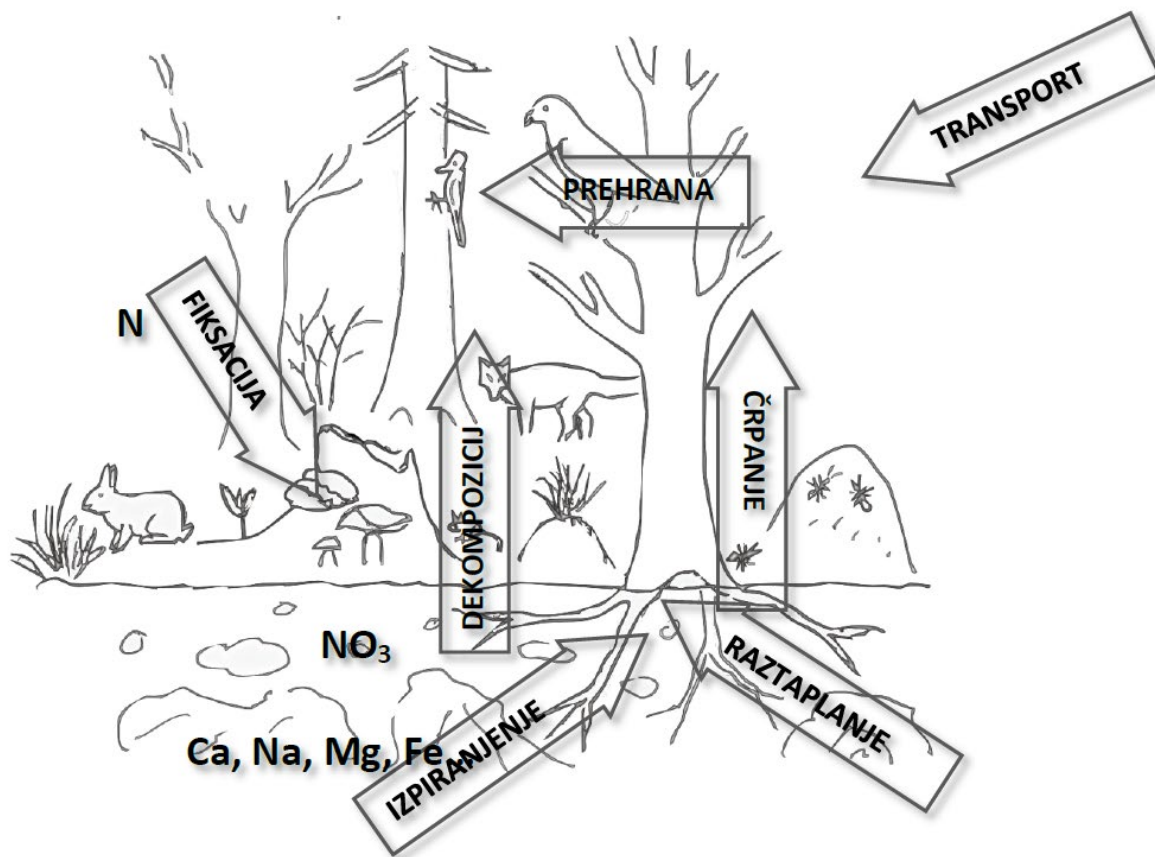 TRANSPORT
PREHRANA
N
FIKSACIJA
DEKOMPOZICIJ
ČRPANJE
NO₃
RAZTAPLANJE
Ca, Na, Mg, Fe...
IZPIRANJENJE